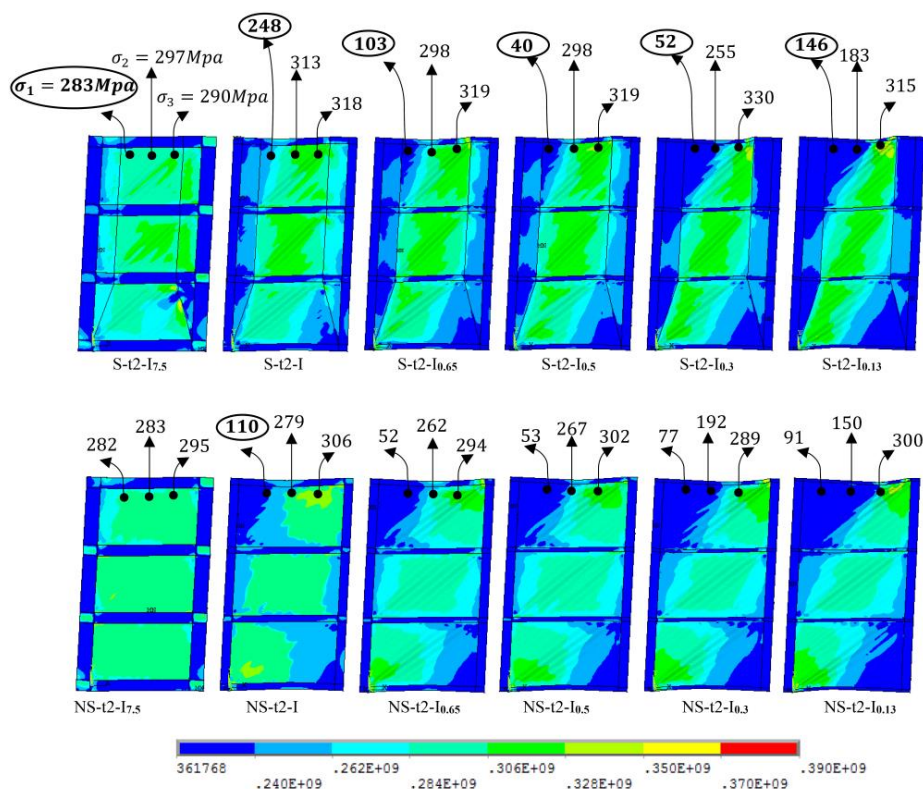 248
σ₂ = 297Mpa
313
103
298
40
298
52
255
146
183
σ₁ = 283Mpa
σ₃ = 290Mpa
318
319
319
330
315
S-t2-I7.5
S-t2-I
S-t2-I0.65
S-t2-I0.5
S-t2-I0.3
S-t2-I0.13
282
283
295
110
279
306
52
262
294
53
267
302
77
192
289
91
150
300
NS-t2-I7.5
NS-t2-I
NS-t2-I0.65
NS-t2-I0.5
NS-t2-I0.3
NS-t2-I0.13
361768 .284E+09 .306E+09 .350E+09 .390E+09
.240E+09 .262E+09 .328E+09 .370E+09